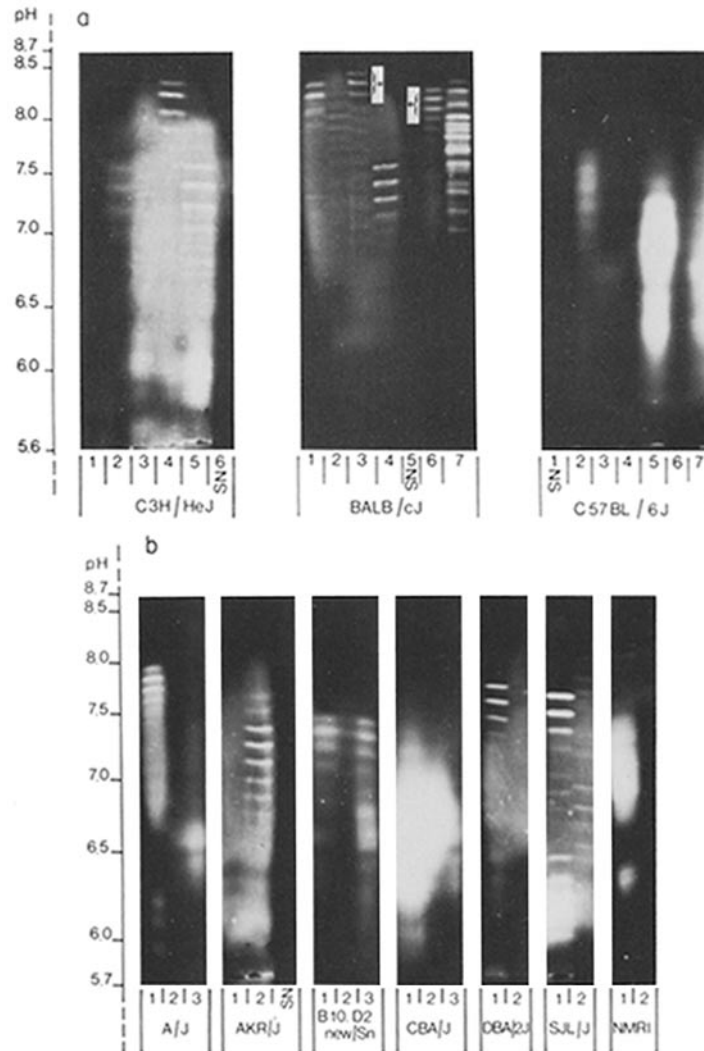 a
pH
8.7
8.5
8.0
7.5
7.0
6.5
6.0
5.6
1 2 3 4 5 6 SN
C3H/HeJ
1 2 3 4 5 SN 6 7
BALB/cJ
1 SN 2 3 4 5 6 7
C57BL/6J
b
pH
8.7
8.5
8.0
7.5
7.0
6.5
6.0
5.7
1 2 3
A/J
1 2 SN
AKR/J
1 2 3
B10.D2 new/Sn
1 2 3
CBA/J
1 2
DBA/2J
1 2
SJL/J
1 2
NMRI